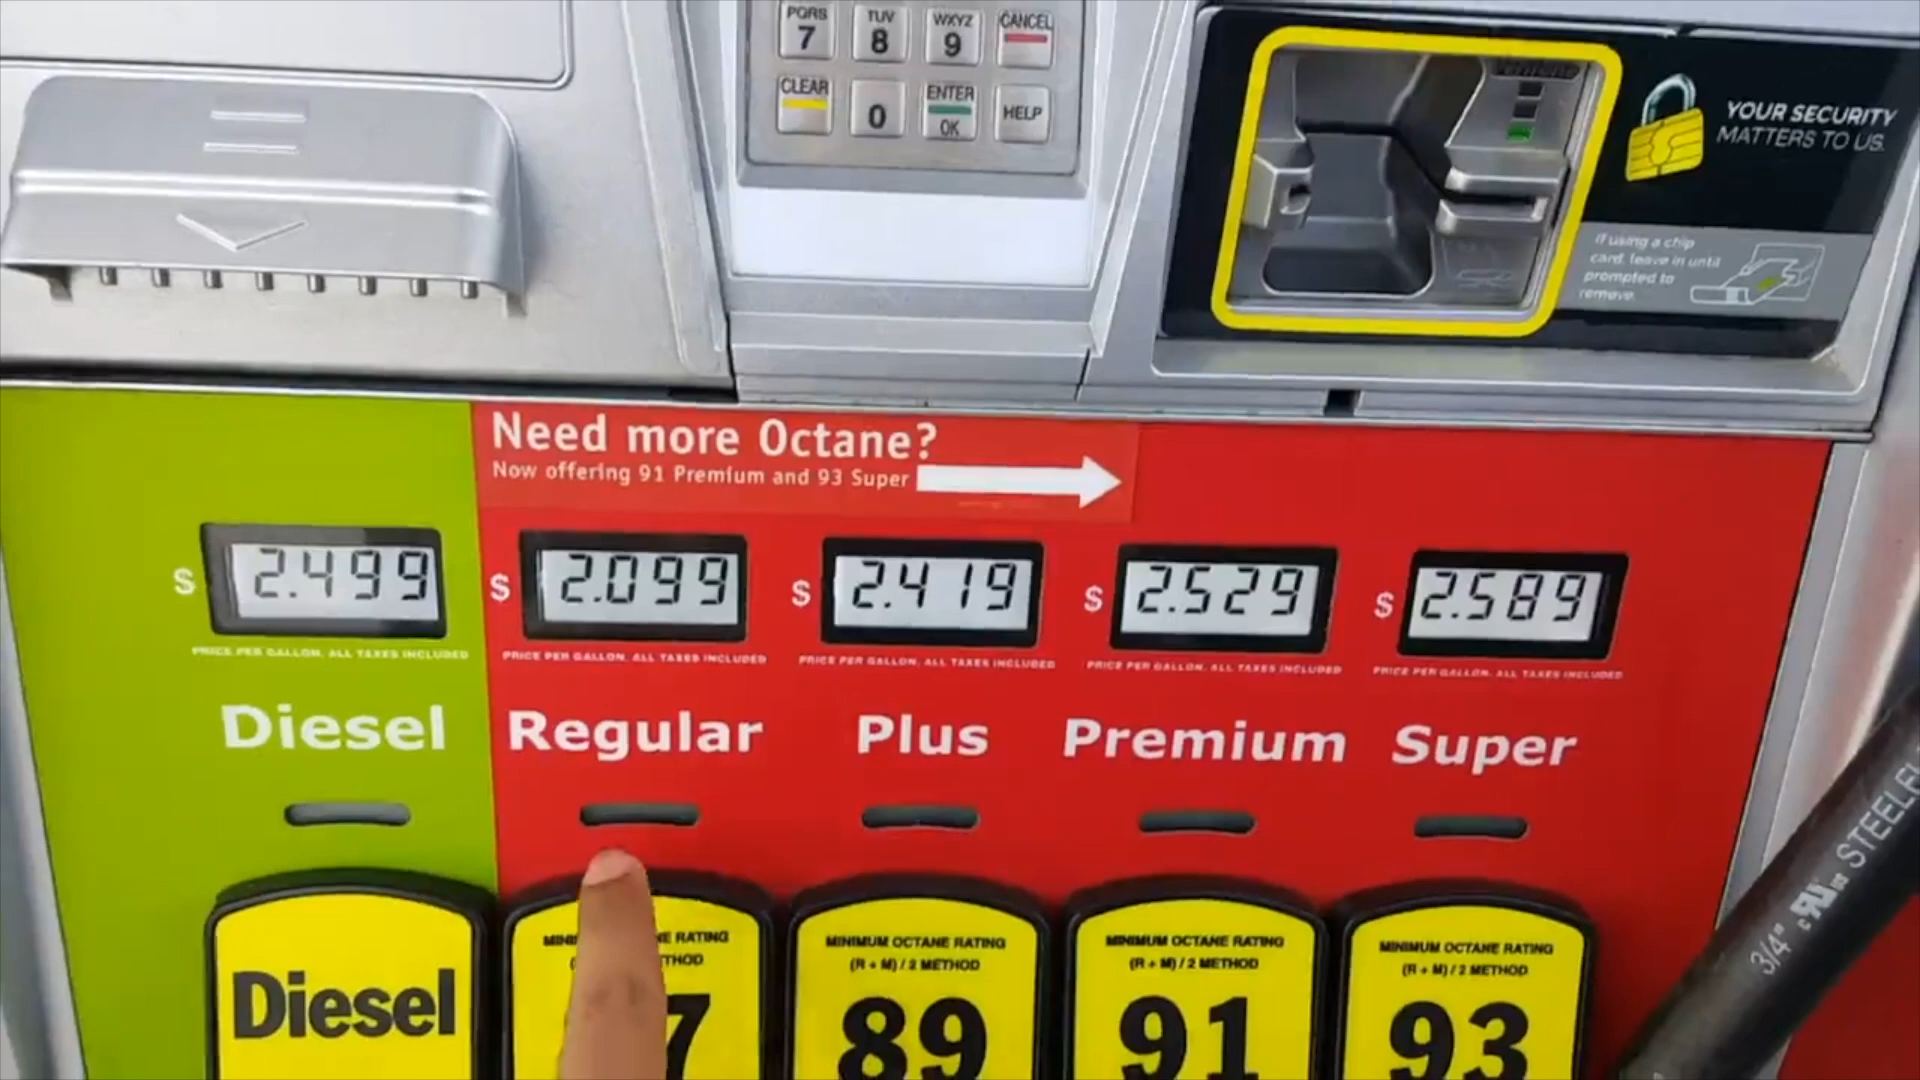 PQRS
7
TUV
8
WXYZ
9
CANCEL
CLEAR
0
ENTER
OK
HELP
YOUR SECURITY
MATTERS TO US.
If using a chip
card, leave in until
prompted to
remove.
Need more Octane?
Now offering 91 Premium and 93 Super
$ 2.499
$ 2.099
$ 2.419
$ 2.529
$ 2.589
PRICE PER GALLON. ALL TAXES INCLUDED
PRICE PER GALLON. ALL TAXES INCLUDED
PRICE PER GALLON. ALL TAXES INCLUDED
PRICE PER GALLON. ALL TAXES INCLUDED
PRICE PER GALLON. ALL TAXES INCLUDED
Diesel
Regular
Plus
Premium
Super
Diesel
RATING
7
MINIMUM OCTANE RATING
(R + M) / 2 METHOD
89
MINIMUM OCTANE RATING
(R + M) / 2 METHOD
91
MINIMUM OCTANE RATING
(R + M) / 2 METHOD
93
3/4"